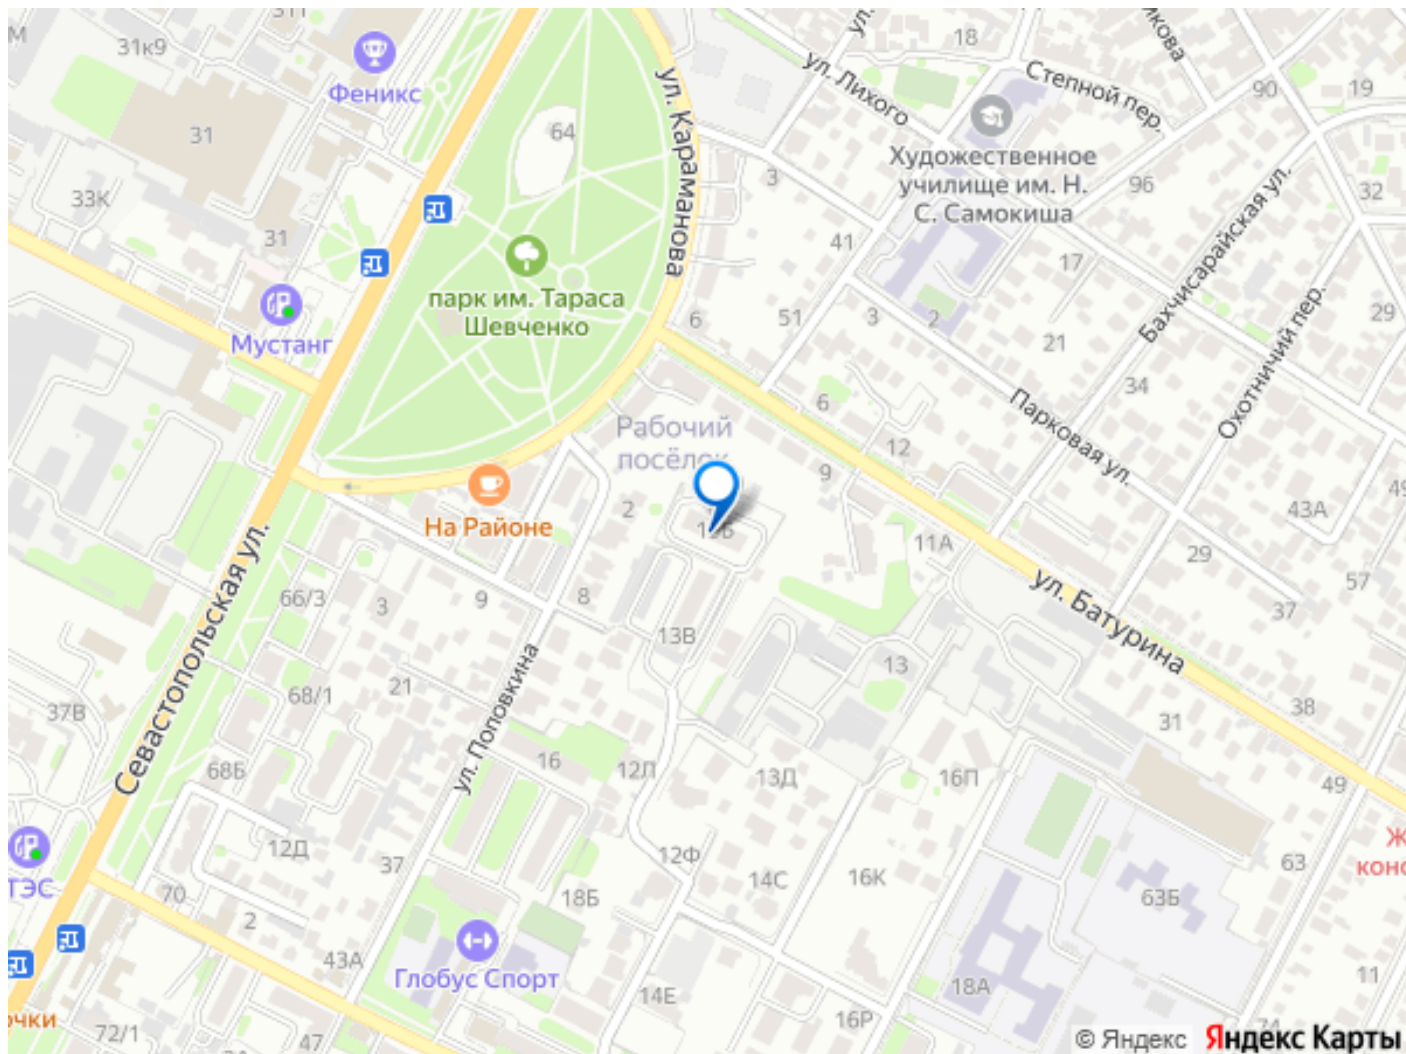 31к9
Феникс
31
33К
31
64
ул. Караманова
ул. Лихого
18
Степной пер.
90
19
Художественное
училище им. Н.
С. Самокиша
96
32
3
41
17
Бахчисарайская ул.
Охотничий пер.
29
парк им. Тараса
Шевченко
Мустанг
6
51
3
2
21
34
6
12
Парковая ул.
Рабочий
посёлок
9
На Районе
2
11А
43А
29
57
37
ул. Батурина
Севастопольская ул.
66/3
3
9
8
13В
13
21
68/1
37В
ул. Поповкина
68Б
16
12Л
13Д
16П
31
38
49
ТЭС
12Д
37
12Ф
14С
16К
63
63Б
70
2
18Б
43А
Глобус Спорт
14Е
18А
16Р
11
72/1
47
© Яндекс
Яндекс Карты